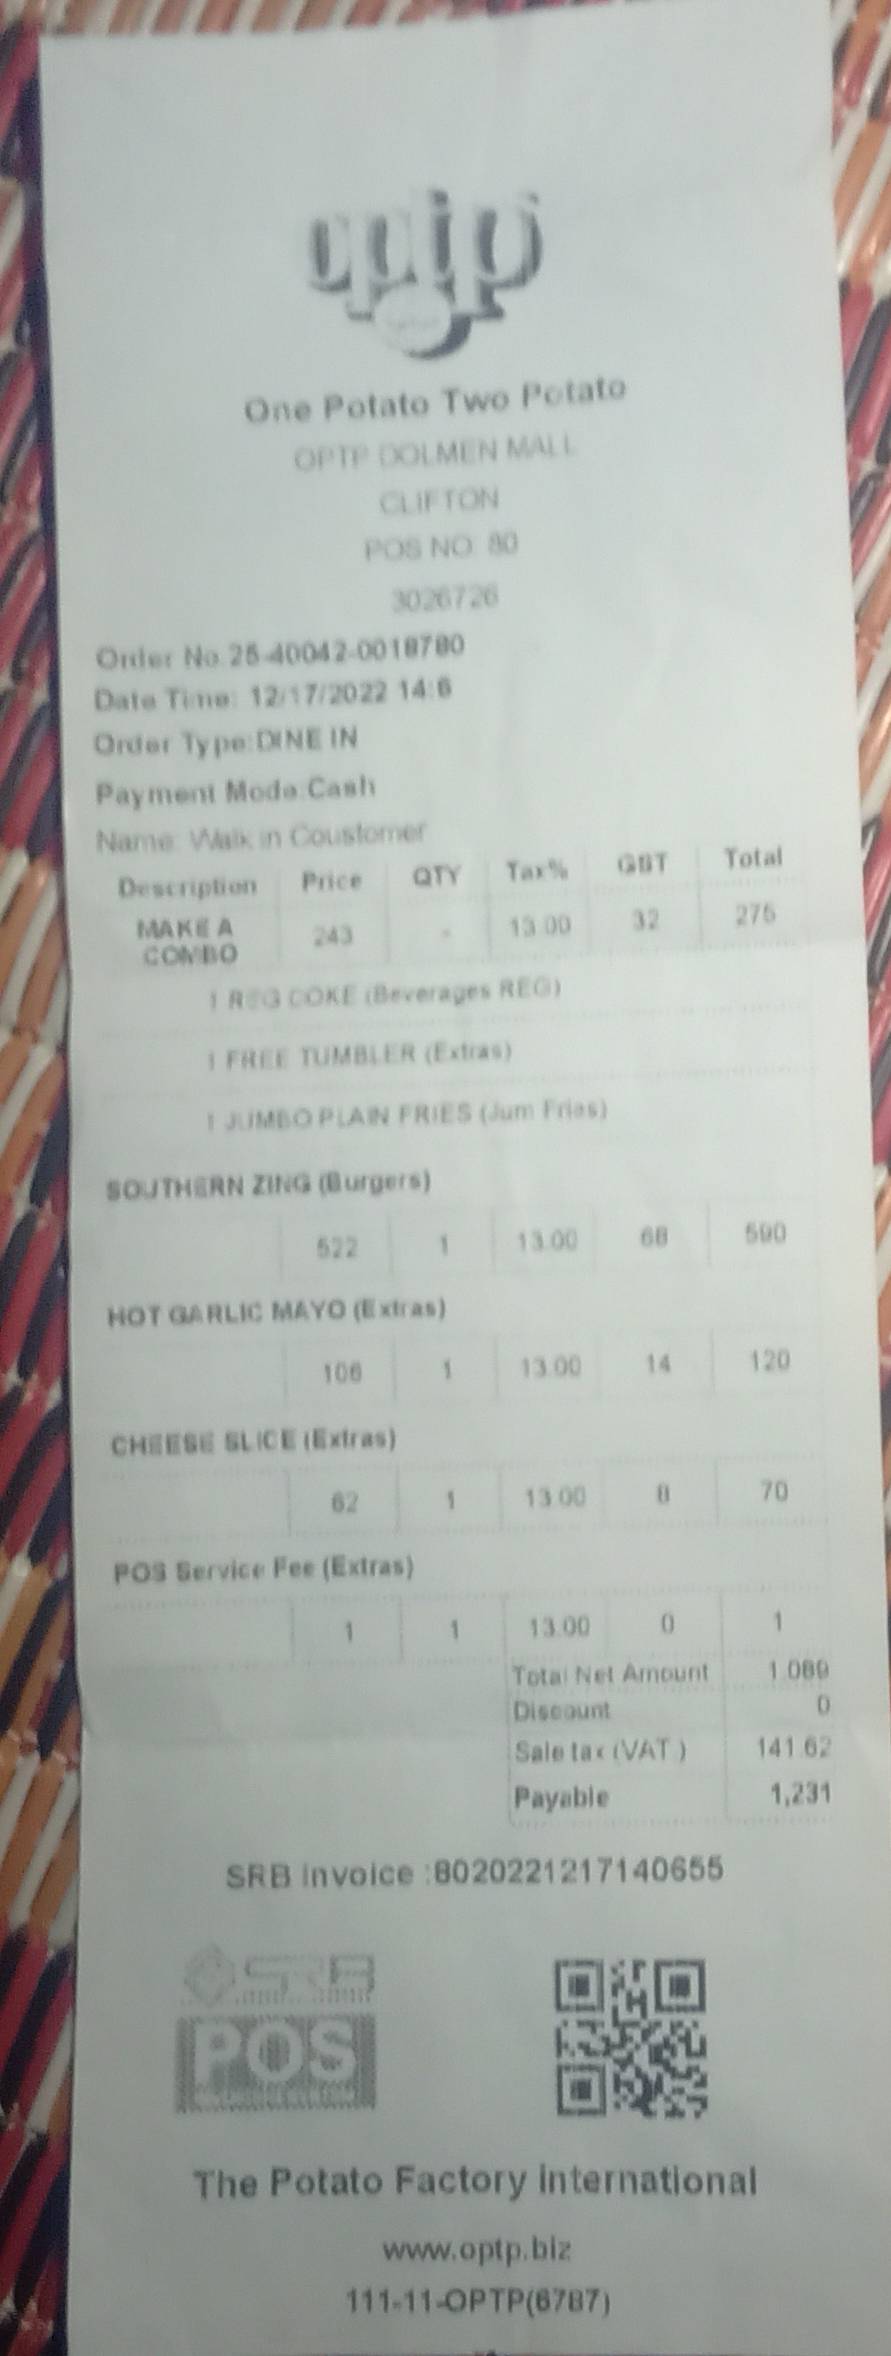 optp
One Potato Two Potato
OPTP DOLMEN MALL
CLIFTON
POS NO 80
3026726
Order No.25-40042-0018780
Date Time: 12/17/2022 14:6
Order Type:DINE IN
Payment Mode:Cash
Name: Walk in Coustomer
Description Price QTY Tax% GST Total
MAKE A COMBO 243 - 13.00 32 275
1 REG COKE (Beverages REG)
1 FREE TUMBLER (Extras)
1 JUMBO PLAIN FRIES (Jum Fries)
SOUTHERN ZING (Burgers)
522 1 13.00 68 590
HOT GARLIC MAYO (Extras)
106 1 13.00 14 120
CHEESE SLICE (Extras)
62 1 13.00 8 70
POS Service Fee (Extras)
1 1 13.00 0 1
Total Net Amount 1,089
Discount 0
Sale tax (VAT ) 141.62
Payable 1,231
SRB Invoice :8020221217140655
SRB
POS
The Potato Factory international
www.optp.biz
111-11-OPTP(6787)